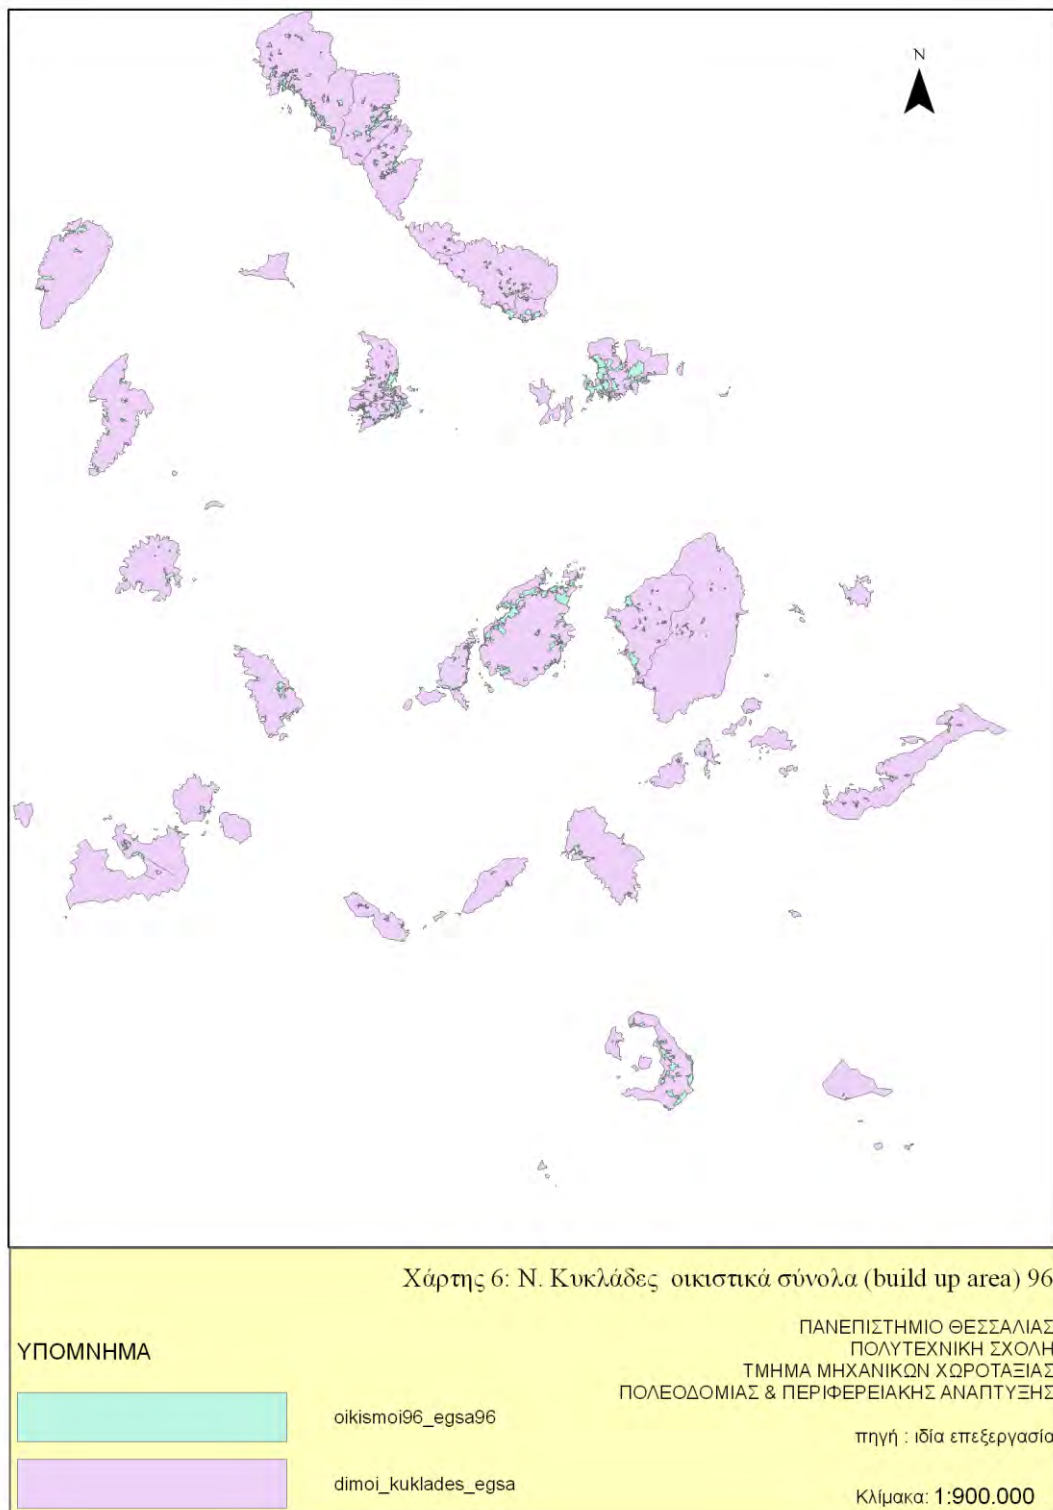 N
Χάρτης 6: Ν. Κυκλάδες οικιστικά σύνολα (build up area) 96
ΥΠΟΜΝΗΜΑ
ΠΑΝΕΠΙΣΤΗΜΙΟ ΘΕΣΣΑΛΙΑΣ
ΠΟΛΥΤΕΧΝΙΚΗ ΣΧΟΛΗ
ΤΜΗΜΑ ΜΗΧΑΝΙΚΩΝ ΧΩΡΟΤΑΞΙΑΣ
ΠΟΛΕΟΔΟΜΙΑΣ & ΠΕΡΙΦΕΡΕΙΑΚΗΣ ΑΝΑΠΤΥΞΗΣ
oikismoi96_egsa96
πηγή : ιδία επεξεργασία
dimoi_kuklades_egsa
Κλίμακα: 1:900.000